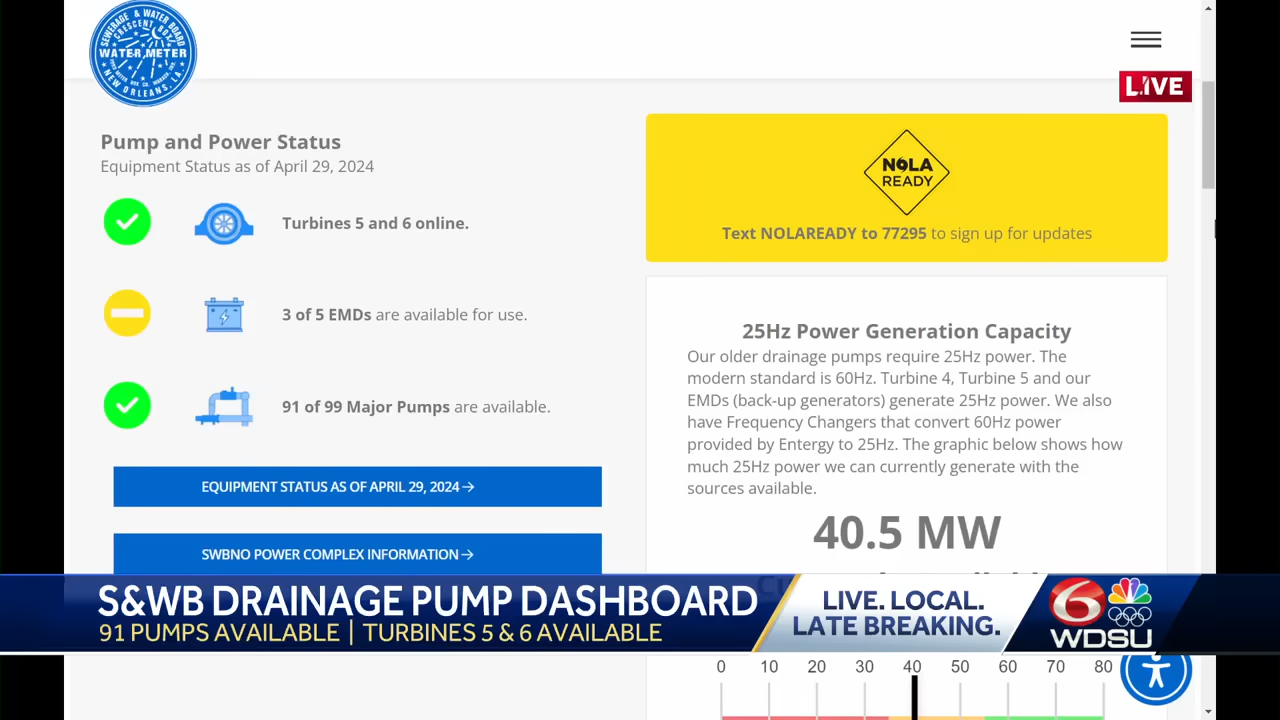 SEWERAGE & WATER BOARD
CRESCENT BOX
WATER METER
NEW ORLEANS, LA.
LIVE
Pump and Power Status
Equipment Status as of April 29, 2024
Turbines 5 and 6 online.
3 of 5 EMDs are available for use.
91 of 99 Major Pumps are available.
EQUIPMENT STATUS AS OF APRIL 29, 2024→
SWBNO POWER COMPLEX INFORMATION→
NOLA
READY
Text NOLAREADY to 77295 to sign up for updates
25Hz Power Generation Capacity
Our older drainage pumps require 25Hz power. The
modern standard is 60Hz. Turbine 4, Turbine 5 and our
EMDs (back-up generators) generate 25Hz power. We also
have Frequency Changers that convert 60Hz power
provided by Entergy to 25Hz. The graphic below shows how
much 25Hz power we can currently generate with the
sources available.
40.5 MW
S&WB DRAINAGE PUMP DASHBOARD
91 PUMPS AVAILABLE | TURBINES 5 & 6 AVAILABLE
LIVE. LOCAL.
LATE BREAKING.
6
WDSU
0 10 20 30 40 50 60 70 80